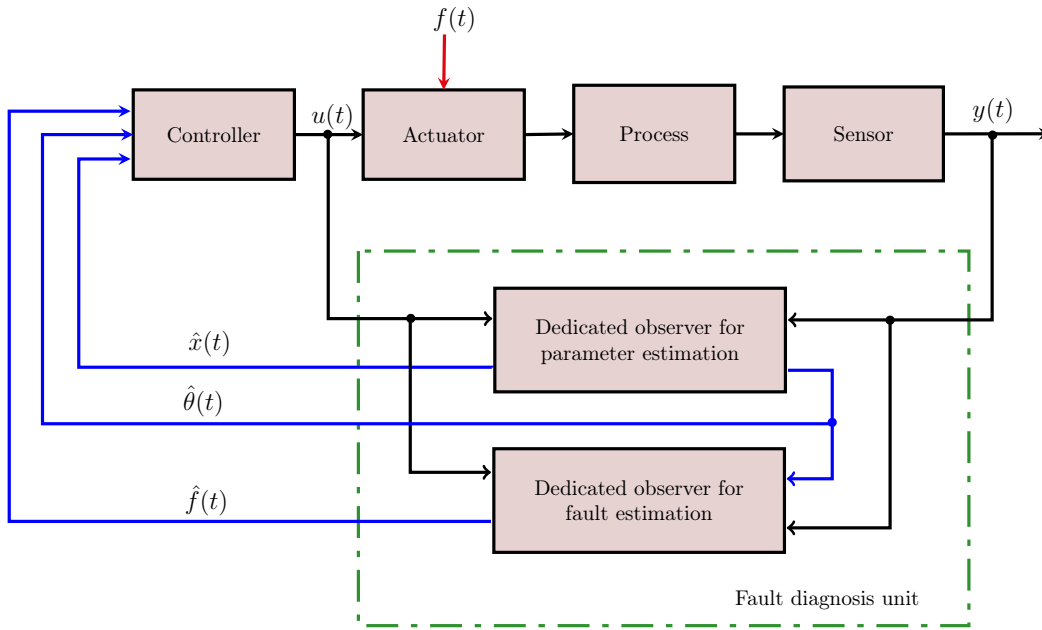 f(t)
Controller
u(t)
Actuator
Process
Sensor
y(t)
Dedicated observer for
parameter estimation
x̂(t)
θ̂(t)
Dedicated observer for
fault estimation
f̂(t)
Fault diagnosis unit